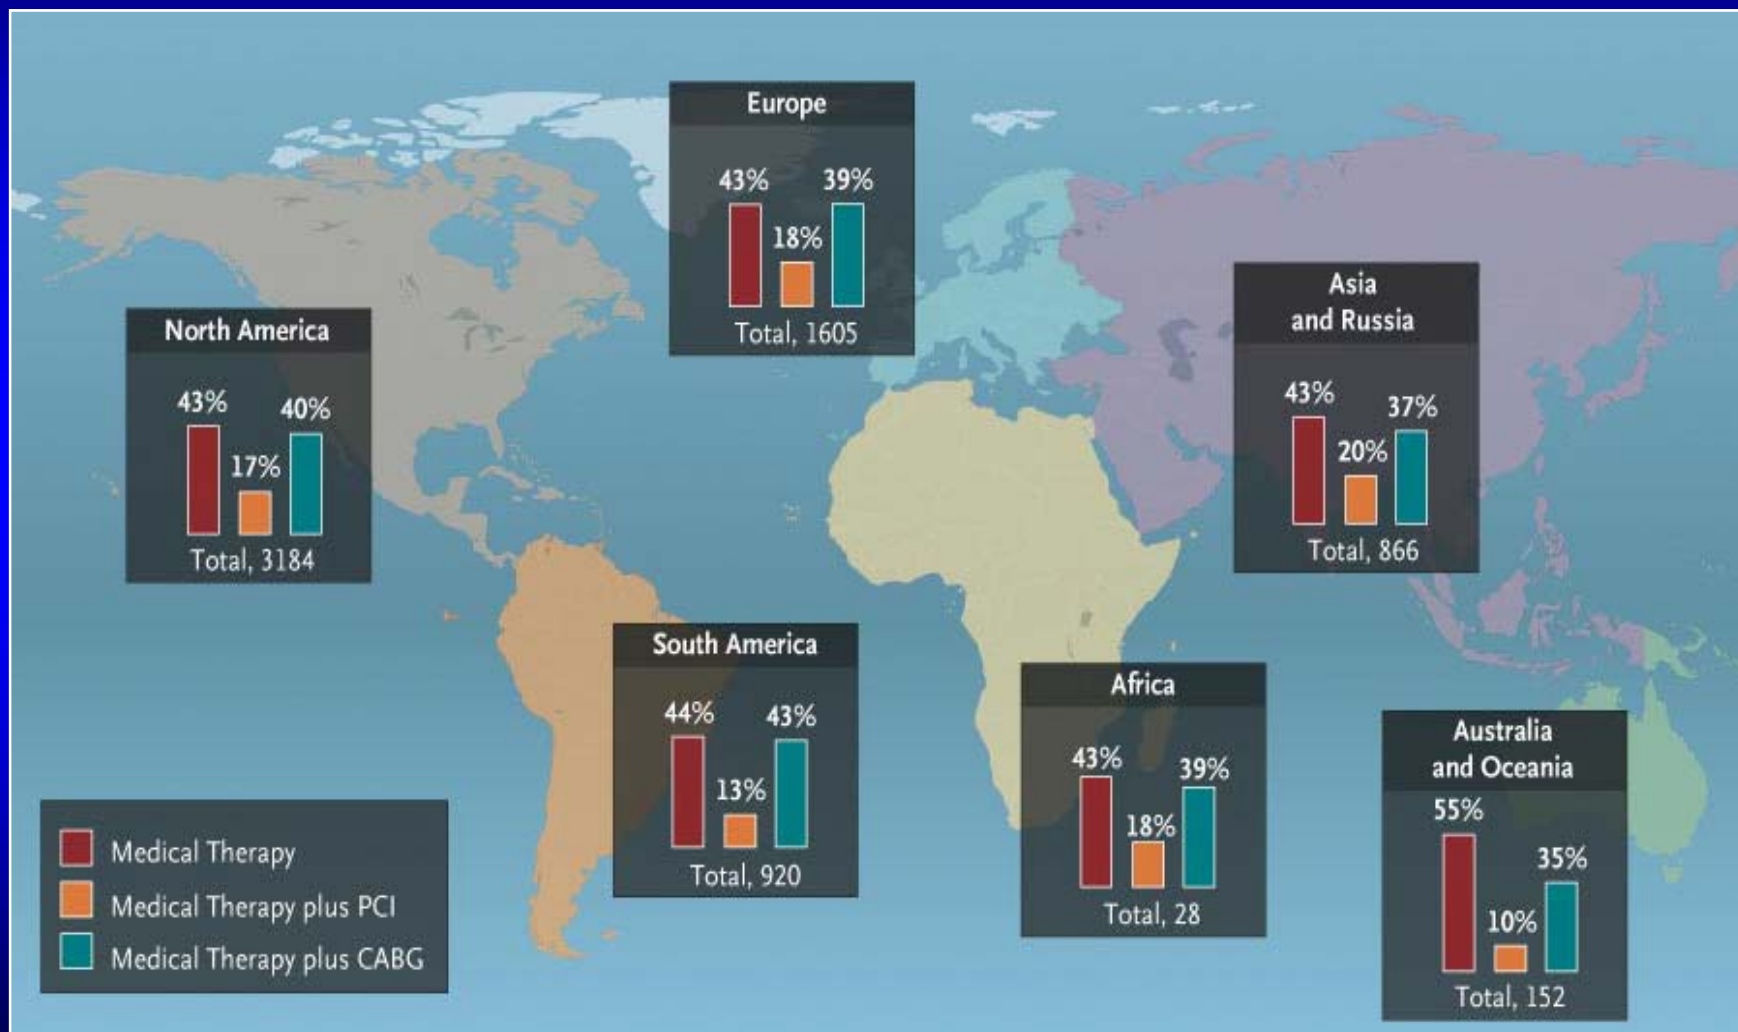 Europe
43%
39%
18%
Total, 1605
North America
43%
40%
17%
Total, 3184
Asia
and Russia
43%
37%
20%
Total, 866
South America
44%
43%
13%
Total, 920
Africa
43%
39%
18%
Total, 28
Australia
and Oceania
55%
35%
10%
Total, 152
Medical Therapy
Medical Therapy plus PCI
Medical Therapy plus CABG